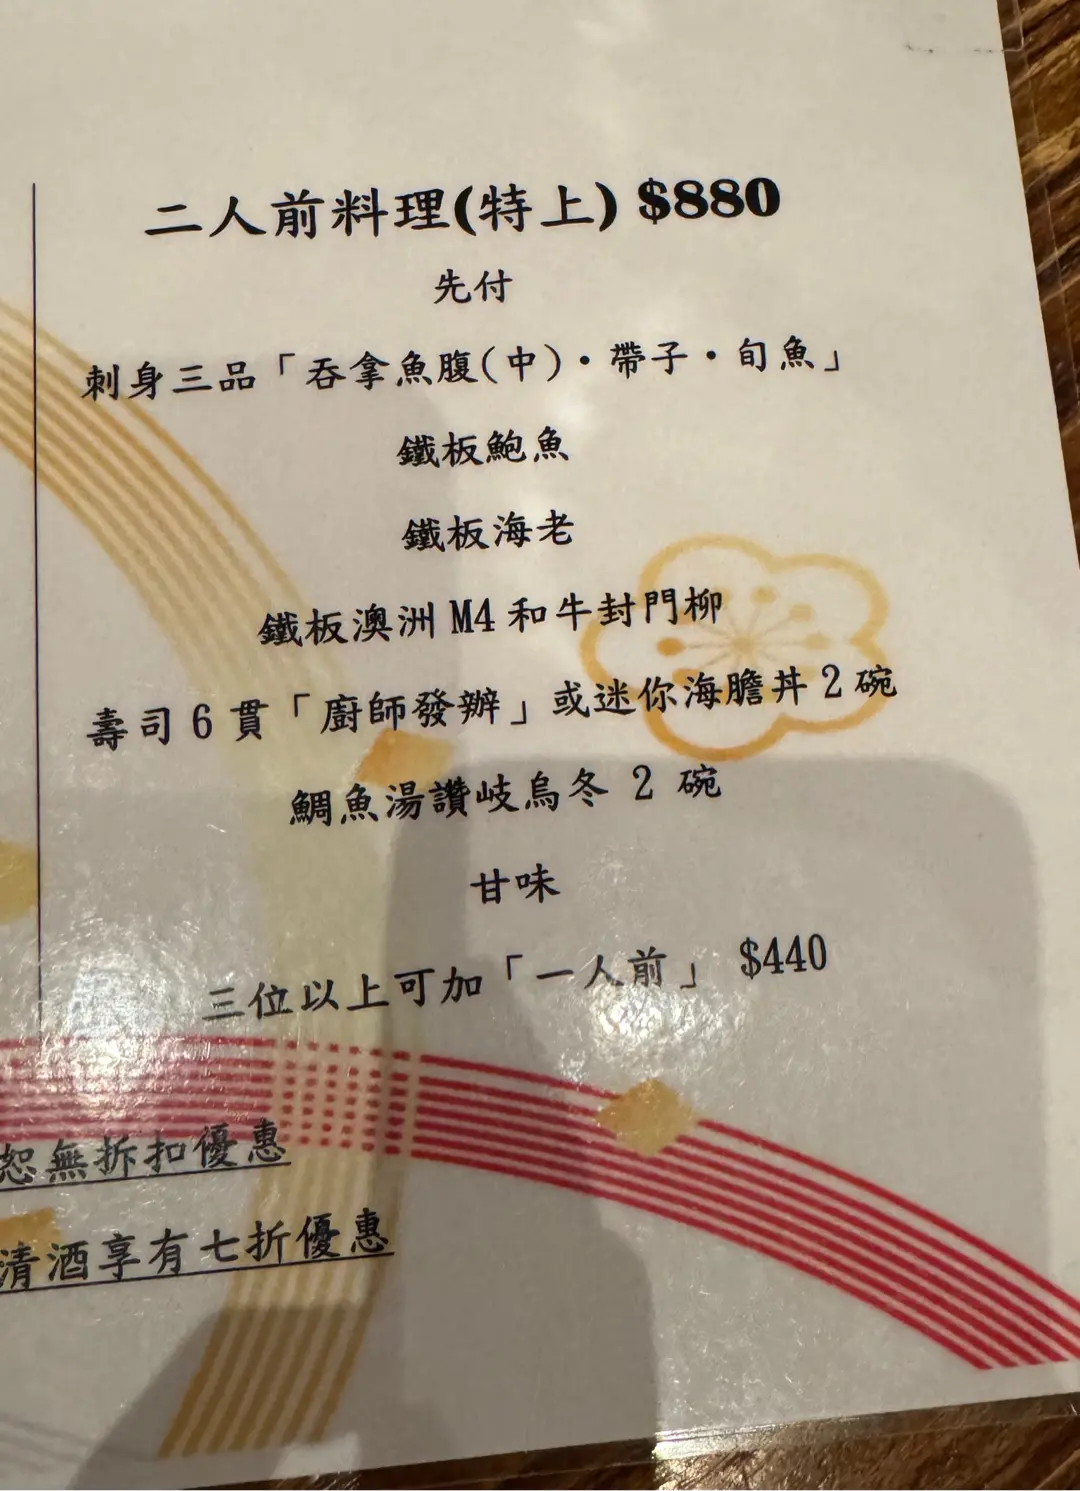 二人前料理(特上) $880
先付
刺身三品「吞拿魚腹(中)・帶子・旬魚」
鐵板鮑魚
鐵板海老
鐵板澳洲 M4 和牛封門柳
壽司 6 貫「廚師發辦」或迷你海膽丼 2 碗
鯛魚湯讚岐烏冬 2 碗
甘味
三位以上可加「一人前」 $440
恕無拆扣優惠
清酒享有七折優惠